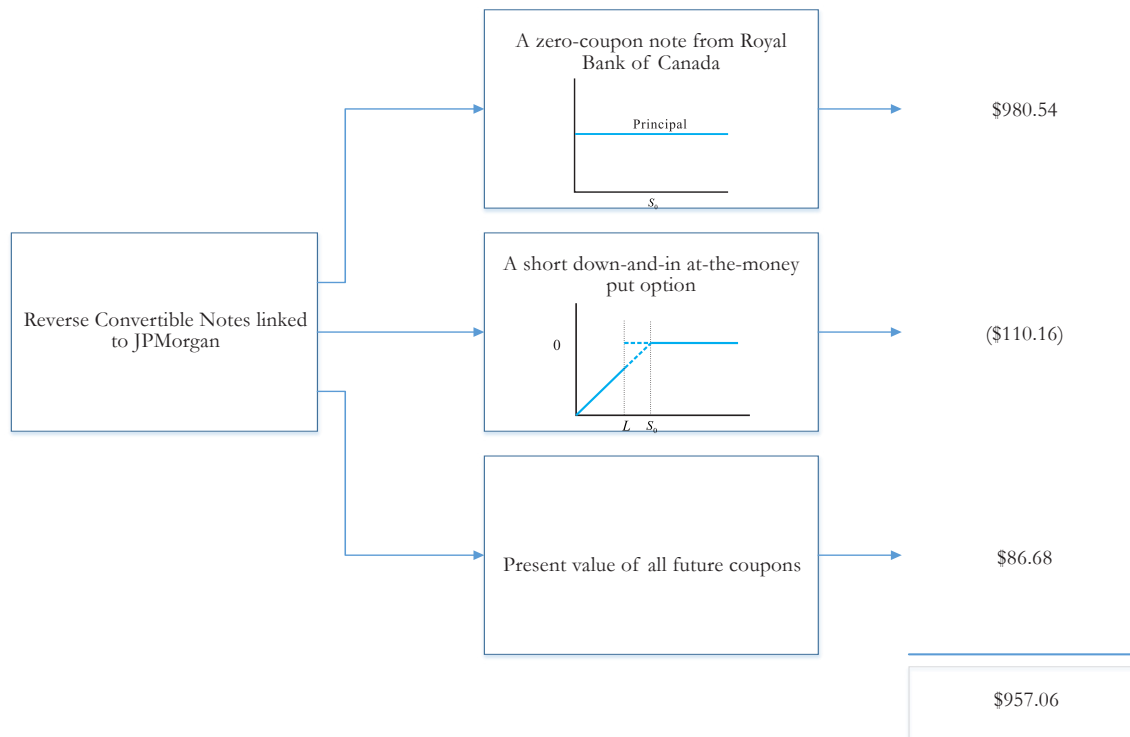 A zero-coupon note from Royal
Bank of Canada
Principal
S₀
$980.54
Reverse Convertible Notes linked
to JPMorgan
A short down-and-in at-the-money
put option
0
L S₀
($110.16)
Present value of all future coupons
$86.68
$957.06